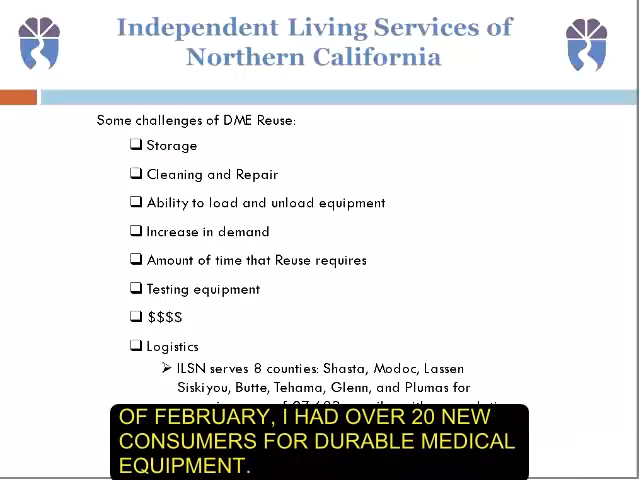 Independent Living Services of
Northern California
Some challenges of DME Reuse:
Storage
Cleaning and Repair
Ability to load and unload equipment
Increase in demand
Amount of time that Reuse requires
Testing equipment
$$$$
Logistics
ILSN serves 8 counties: Shasta, Modoc, Lassen
Siskiyou, Butte, Tehama, Glenn, and Plumas for
OF FEBRUARY, I HAD OVER 20 NEW
CONSUMERS FOR DURABLE MEDICAL
EQUIPMENT.